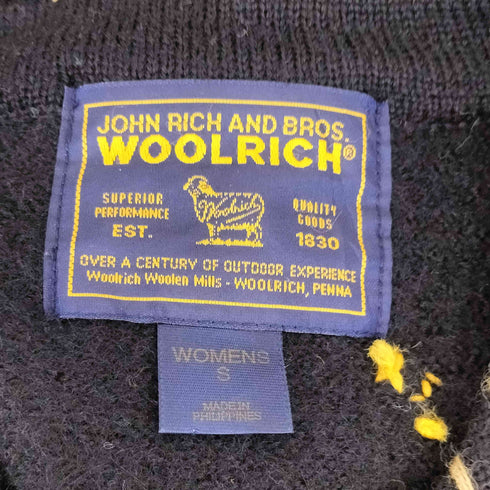 JOHN RICH AND BROS.
WOOLRICH®
SUPERIOR
PERFORMANCE
EST.
Woolrich
QUALITY
GOODS
1830
OVER A CENTURY OF OUTDOOR EXPERIENCE
Woolrich Woolen Mills - WOOLRICH, PENNA
WOMENS
S
MADE IN
PHILIPPINES